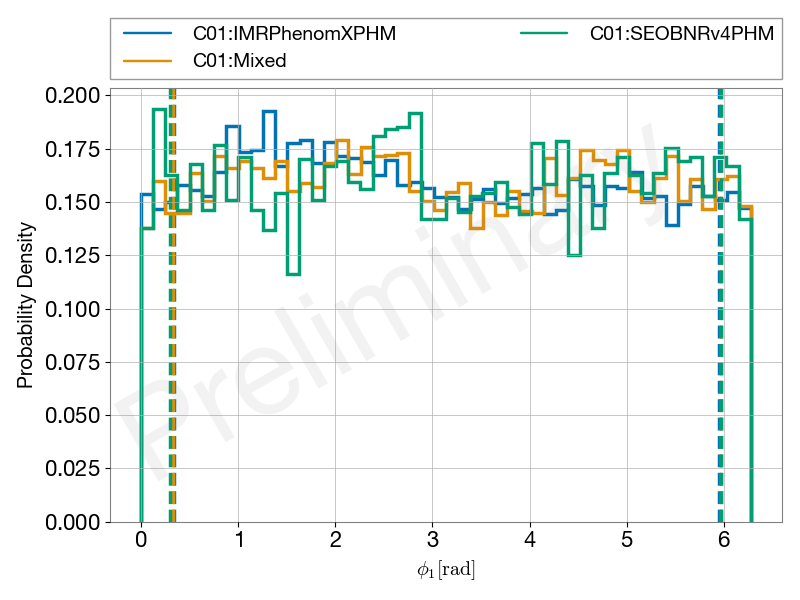 C01:IMRPhenomXPHM
C01:Mixed
C01:SEOBNRv4PHM
0.200
0.175
0.150
0.125
0.100
0.075
0.050
0.025
0.000
Probability Density
Preliminary
0 1 2 3 4 5 6
ϕ₁[rad]